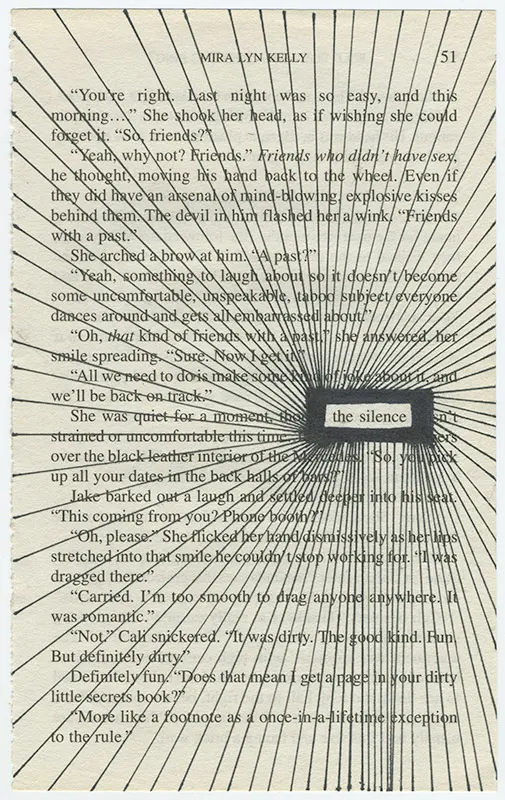 MIRA LYN KELLY 51
“You’re right. Last night was so easy, and this
morning…” She shook her head, as if wishing she could
forget it. “So, friends?”
“Yeah, why not? Friends.” Friends who didn’t have sex,
he thought, moving his hand back to the wheel. Even if
they did have an arsenal of mind-blowing, explosive kisses
behind them. The devil in him flashed her a wink. “Friends
with a past.”
She arched a brow at him. “A past?”
“Yeah, something to laugh about so it doesn’t become
some uncomfortable, unspeakable, taboo subject everyone
dances around and gets all embarrassed about.”
“Oh, that kind of friends with a past,” she answered, her
smile spreading. “Sure. Now I get it.”
“All we need to do is make some kind of joke about it, and
we’ll be back on track.”
She was quiet for a moment, the silence
strained or uncomfortable this time.
over the black leather interior of the Mercedes. “So, you pick
up all your dates in the back halls of bars?”
Jake barked out a laugh and settled deeper into his seat.
“This coming from you? Phone booth?”
“Oh, please.” She flicked her hand dismissively as her lips
stretched into that smile he couldn’t stop working for. “I was
dragged there.”
“Carried. I’m too smooth to drag anyone anywhere. It
was romantic.”
“Not.” Cali snickered. “It was dirty. The good kind. Fun.
But definitely dirty.”
Definitely fun. “Does that mean I get a page in your dirty
little secrets book?”
“More like a footnote as a once-in-a-lifetime exception
to the rule.”